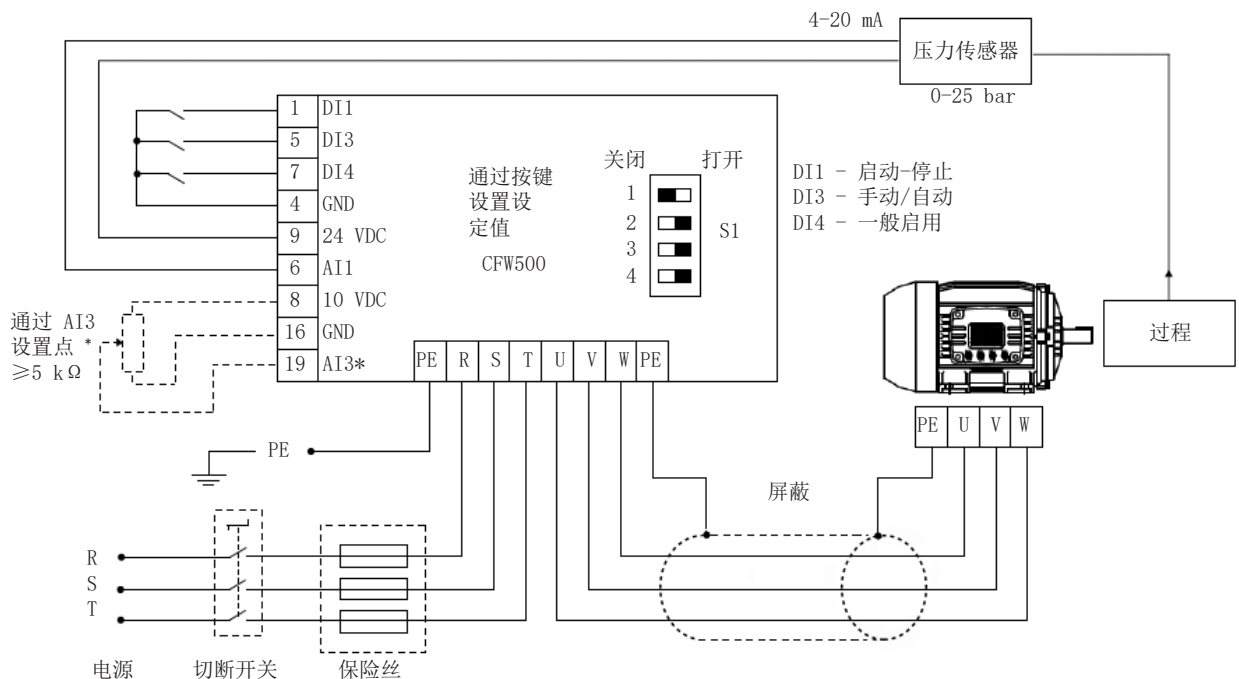 4-20 mA
压力传感器
0-25 bar
1 DI1
5 DI3
7 DI4
4 GND
9 24 VDC
6 AI1
8 10 VDC
16 GND
19 AI3*
通过按键
设置设
定值
CFW500
关闭 打开
1
2
3
4
S1
DI1 - 启动-停止
DI3 - 手动/自动
DI4 - 一般启用
通过 AI3
设置点 *
≥5 kΩ
PE R S T U V W PE
过程
PE U V W
PE
屏蔽
R
S
T
电源 切断开关 保险丝